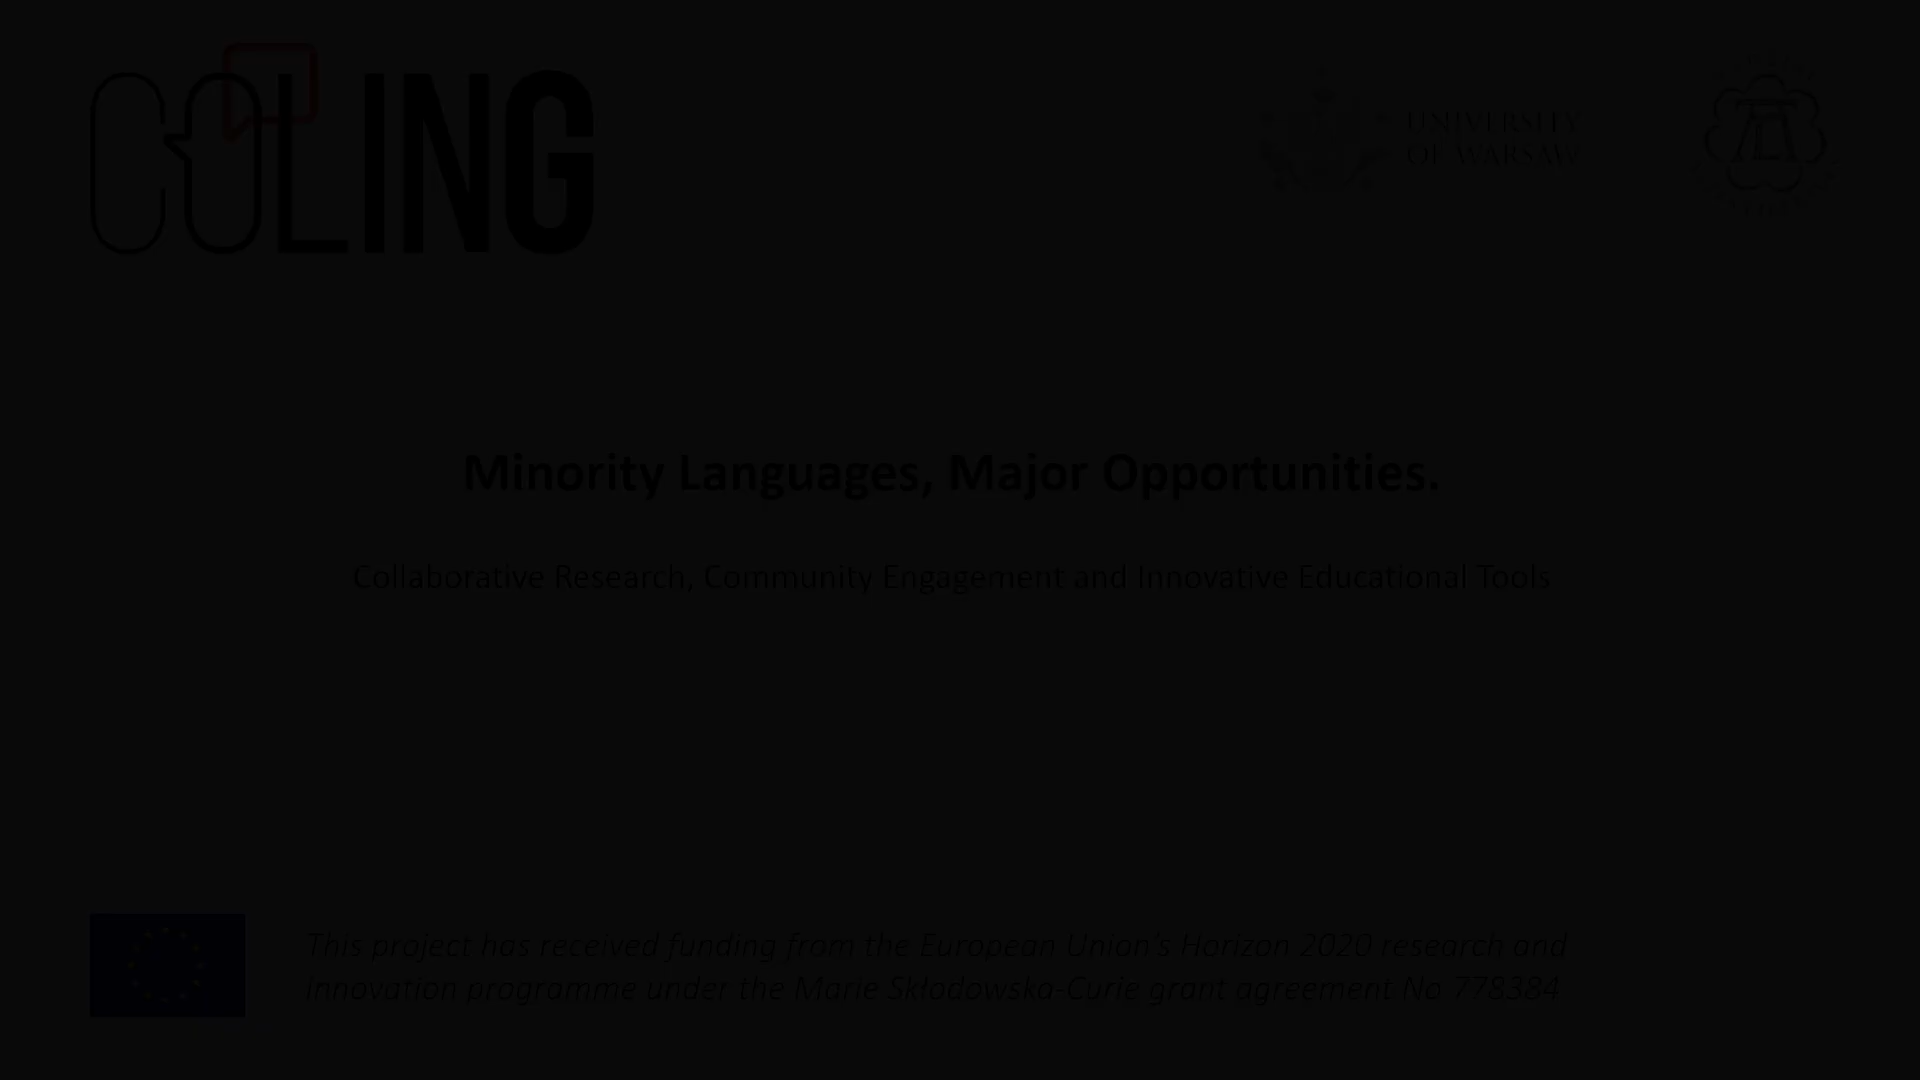 COLING
UNIVERSITY
OF WARSAW
Minority Languages, Major Opportunities.
Collaborative Research, Community Engagement and Innovative Educational Tools
This project has received funding from the European Union's Horizon 2020 research and
innovation programme under the Marie Skłodowska-Curie grant agreement No 778384